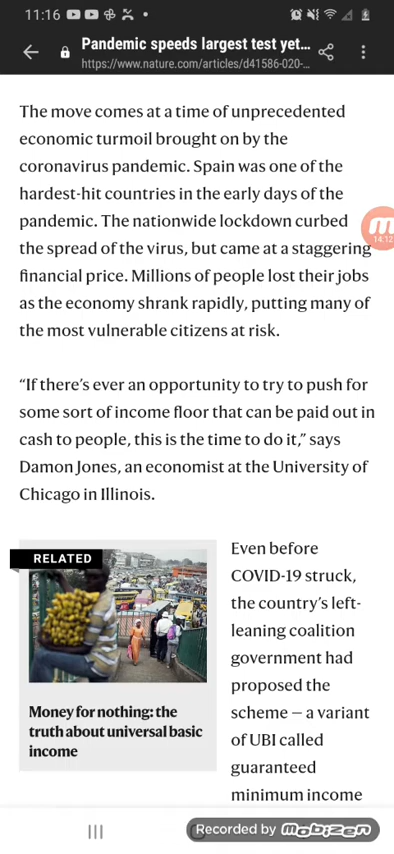 11:16
Pandemic speeds largest test yet...
https://www.nature.com/articles/d41586-020-...
The move comes at a time of unprecedented
economic turmoil brought on by the
coronavirus pandemic. Spain was one of the
hardest-hit countries in the early days of the
pandemic. The nationwide lockdown curbed
the spread of the virus, but came at a staggering
financial price. Millions of people lost their jobs
as the economy shrank rapidly, putting many of
the most vulnerable citizens at risk.
14:12
“If there’s ever an opportunity to try to push for
some sort of income floor that can be paid out in
cash to people, this is the time to do it,” says
Damon Jones, an economist at the University of
Chicago in Illinois.
RELATED
Money for nothing: the
truth about universal basic
income
Even before
COVID-19 struck,
the country’s left-
leaning coalition
government had
proposed the
scheme — a variant
of UBI called
guaranteed
minimum income
Recorded by mobizen